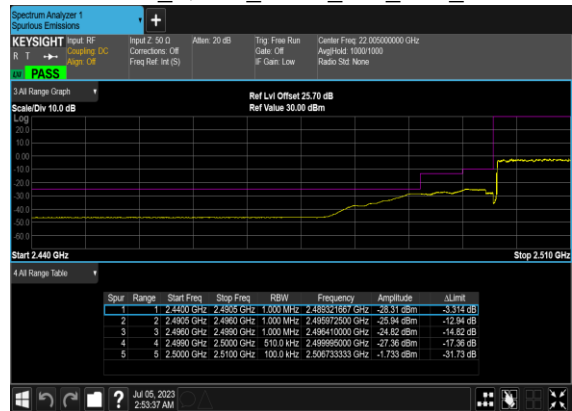 Spectrum Analyzer 1
Spurious Emissions
KEYSIGHT
R T
LW PASS
Input: RF
Coupling: DC
Align: Off
Input Z: 50 Ω
Corrections: Off
Freq Ref: Int (S)
Atten: 20 dB
Trig: Free Run
Gate: Off
IF Gain: Low
Center Freq: 22.005000000 GHz
Avg|Hold: 1000/1000
Radio Std: None
3 All Range Graph
Ref Lvl Offset 25.70 dB
Scale/Div 10.0 dB
Ref Value 30.00 dBm
Log
20.0
10.0
0.00
-10.0
-20.0
-30.0
-40.0
-50.0
-60.0
Start 2.440 GHz
Stop 2.510 GHz
4 All Range Table
Spur Range Start Freq Stop Freq RBW Frequency Amplitude ΔLimit
1 1 2.4400 GHz 2.4905 GHz 1.000 MHz 2.489321667 GHz -28.31 dBm -3.314 dB
2 2 2.4905 GHz 2.4960 GHz 1.000 MHz 2.495972500 GHz -25.94 dBm -12.94 dB
3 3 2.4960 GHz 2.4990 GHz 1.000 MHz 2.496410000 GHz -24.82 dBm -14.82 dB
4 4 2.4990 GHz 2.5000 GHz 510.0 kHz 2.499995000 GHz -27.36 dBm -17.36 dB
5 5 2.5000 GHz 2.5100 GHz 100.0 kHz 2.506733333 GHz -1.733 dBm -31.73 dB
?
Jul 05, 2023
2:53:37 AM